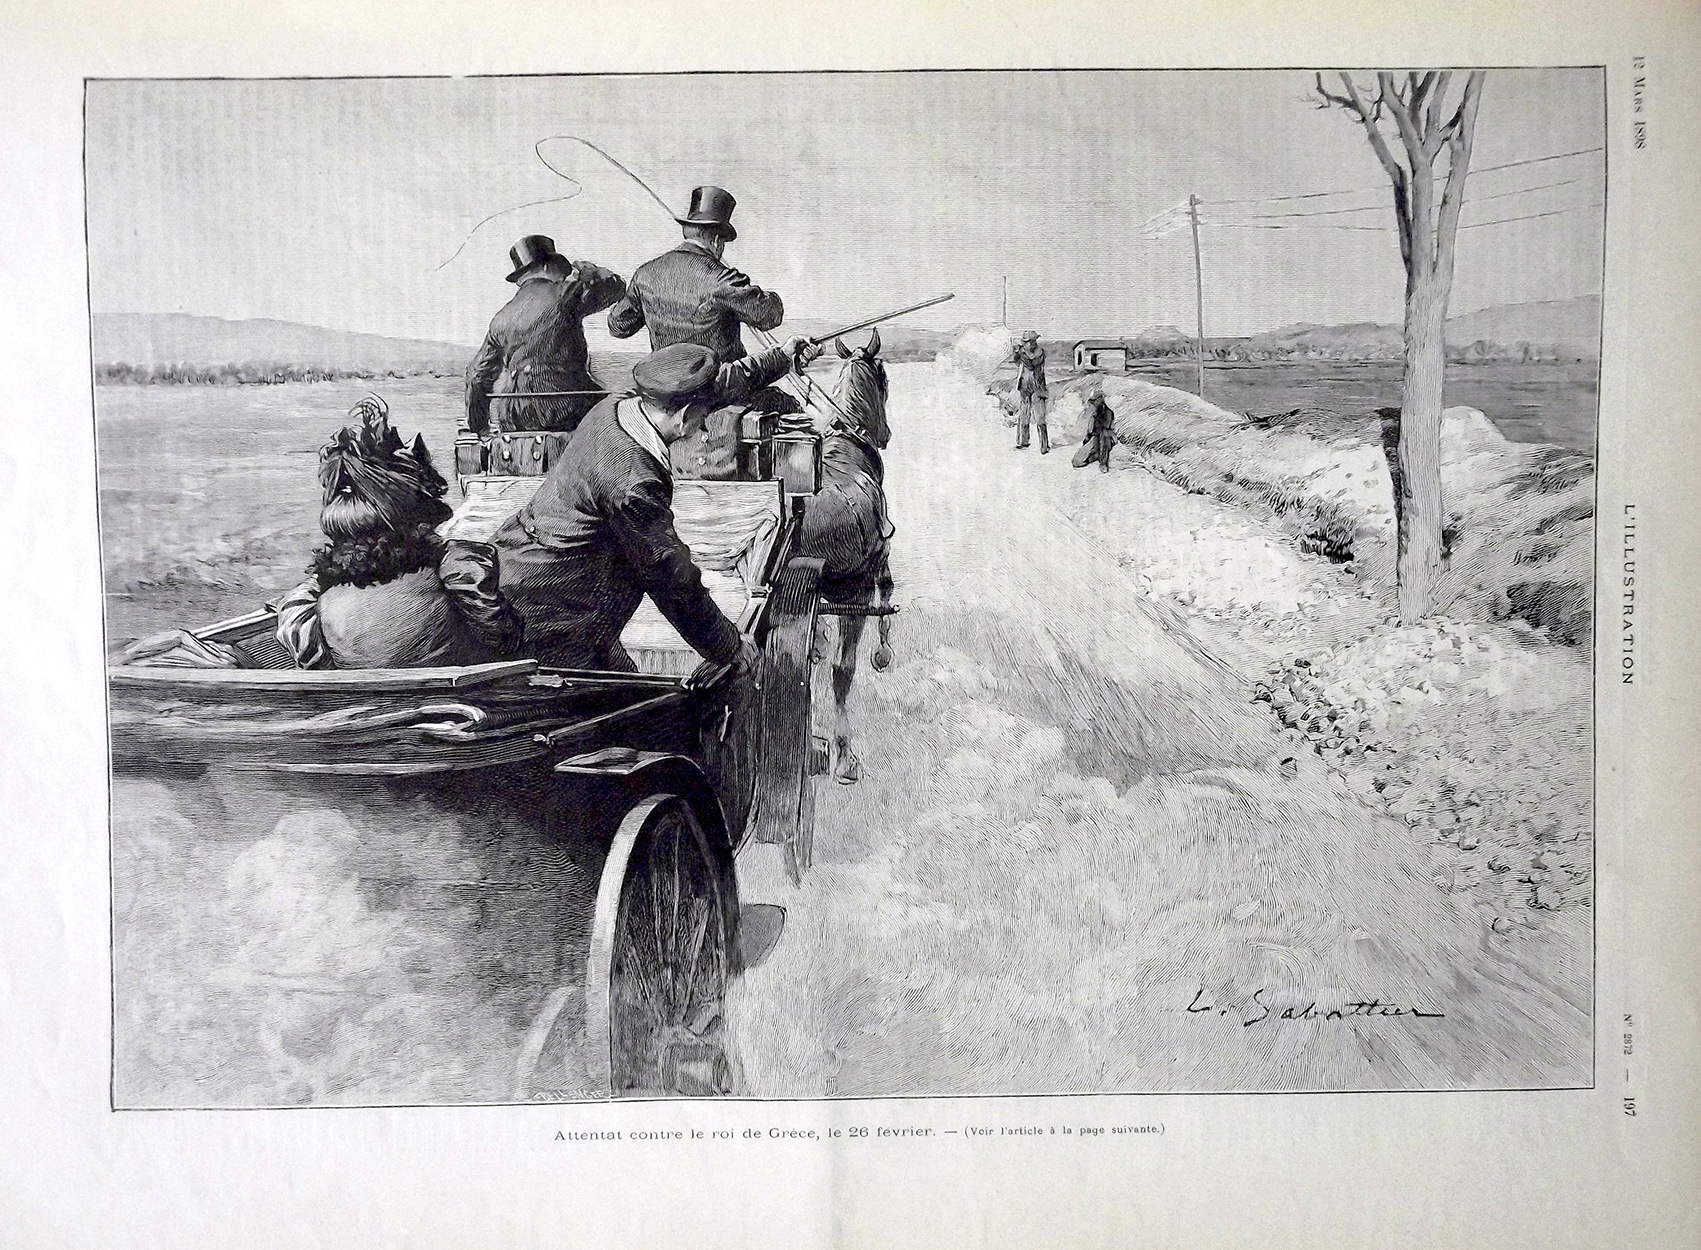 12 Mars 1898
L'ILLUSTRATION
N° 2872 — 197
L. Sabattier
Attentat contre le roi de Grèce, le 26 février. — (Voir l'article à la page suivante.)